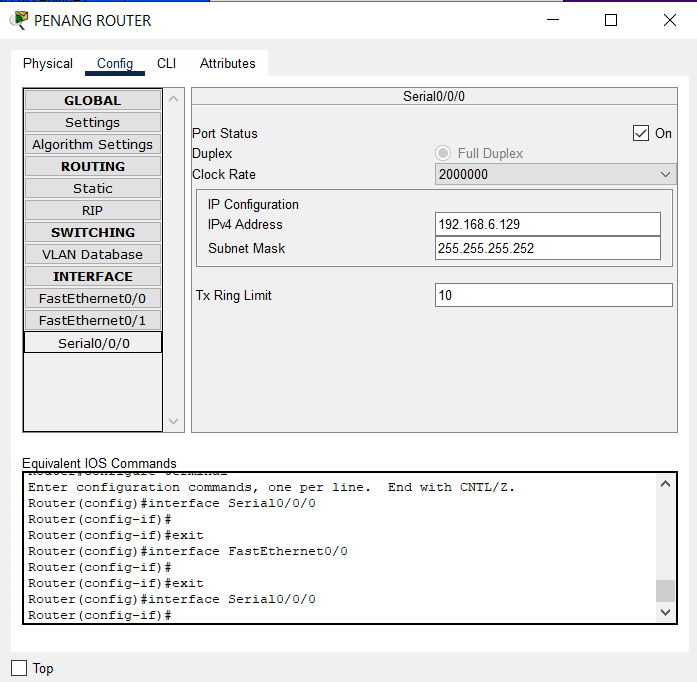 PENANG ROUTER
Physical Config CLI Attributes
GLOBAL
Settings
Algorithm Settings
ROUTING
Static
RIP
SWITCHING
VLAN Database
INTERFACE
FastEthernet0/0
FastEthernet0/1
Serial0/0/0
Serial0/0/0
Port Status On
Duplex Full Duplex
Clock Rate 2000000
IP Configuration
IPv4 Address 192.168.6.129
Subnet Mask 255.255.255.252
Tx Ring Limit 10
Equivalent IOS Commands
Router#configure terminal
Enter configuration commands, one per line. End with CNTL/Z.
Router(config)#interface Serial0/0/0
Router(config-if)#
Router(config-if)#exit
Router(config)#interface FastEthernet0/0
Router(config-if)#
Router(config-if)#exit
Router(config)#interface Serial0/0/0
Router(config-if)#
Top